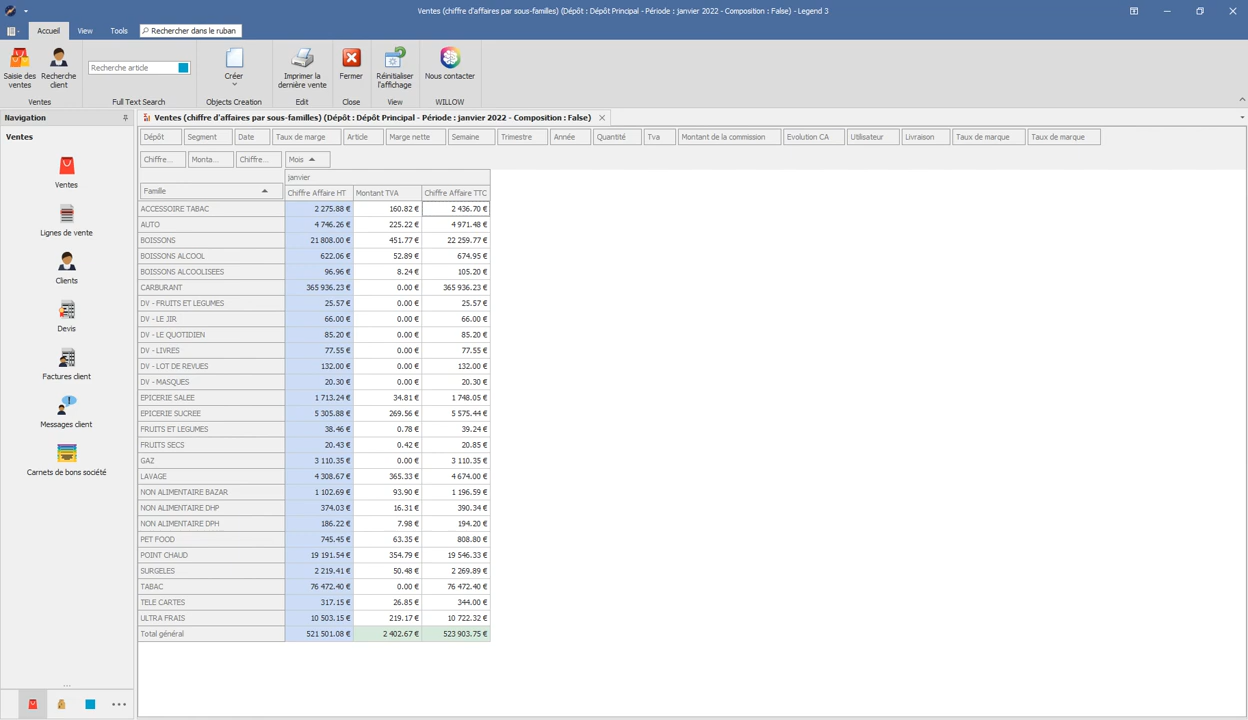 Ventes (chiffre d'affaires par sous-familles) (Dépôt : Dépôt Principal - Période : janvier 2022 - Composition : False) - Legend 3
Accueil View Tools Rechercher dans le ruban
Saisie des ventes
Recherche client
Recherche article
Créer
Imprimer la dernière vente
Fermer
Réinitialiser l'affichage
Nous contacter
Ventes Full Text Search Objects Creation Edit Close View WILLOW
Navigation
Ventes (chiffre d'affaires par sous-familles) (Dépôt : Dépôt Principal - Période : janvier 2022 - Composition : False)
Ventes
Ventes
Lignes de vente
Clients
Devis
Factures client
Messages client
Carnets de bons société
Dépôt Segment Date Taux de marge Article Marge nette Semaine Trimestre Année Quantité Tva Montant de la commission Evolution CA Utilisateur Livraison Taux de marque Taux de marque
Chiffre... Monta... Chiffre... Mois
janvier
Famille Chiffre Affaire HT Montant TVA Chiffre Affaire TTC
ACCESSOIRE TABAC 2 275.88 € 160.82 € 2 436.70 €
AUTO 4 746.26 € 225.22 € 4 971.48 €
BOISSONS 21 808.00 € 451.77 € 22 259.77 €
BOISSONS ALCOOL 622.06 € 52.89 € 674.95 €
BOISSONS ALCOOLISEES 96.96 € 8.24 € 105.20 €
CARBURANT 365 936.23 € 0.00 € 365 936.23 €
DV - FRUITS ET LEGUMES 25.57 € 0.00 € 25.57 €
DV - LE JIR 66.00 € 0.00 € 66.00 €
DV - LE QUOTIDIEN 85.20 € 0.00 € 85.20 €
DV - LIVRES 77.55 € 0.00 € 77.55 €
DV - LOT DE REVUES 132.00 € 0.00 € 132.00 €
DV - MASQUES 20.30 € 0.00 € 20.30 €
EPICERIE SALEE 1 713.24 € 34.81 € 1 748.05 €
EPICERIE SUCREE 5 305.88 € 269.56 € 5 575.44 €
FRUITS ET LEGUMES 38.46 € 0.78 € 39.24 €
FRUITS SECS 20.43 € 0.42 € 20.85 €
GAZ 3 110.35 € 0.00 € 3 110.35 €
LAVAGE 4 308.67 € 365.33 € 4 674.00 €
NON ALIMENTAIRE BAZAR 1 102.69 € 93.90 € 1 196.59 €
NON ALIMENTAIRE DHP 374.03 € 16.31 € 390.34 €
NON ALIMENTAIRE DPH 186.22 € 7.98 € 194.20 €
PET FOOD 745.45 € 63.35 € 808.80 €
POINT CHAUD 19 191.54 € 354.79 € 19 546.33 €
SURGELES 2 219.41 € 50.48 € 2 269.89 €
TABAC 76 472.40 € 0.00 € 76 472.40 €
TELE CARTES 317.15 € 26.85 € 344.00 €
ULTRA FRAIS 10 503.15 € 219.17 € 10 722.32 €
Total général 521 501.08 € 2 402.67 € 523 903.75 €